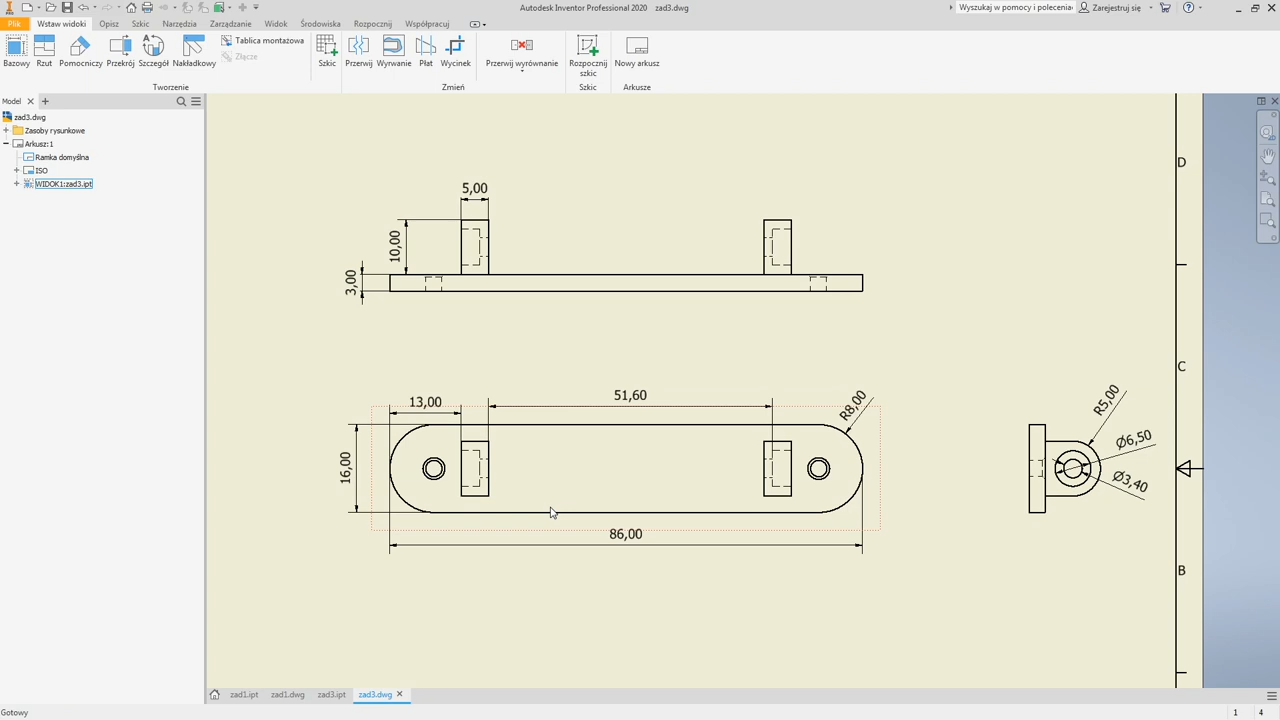 Autodesk Inventor Professional 2020 zad3.dwg
Wyszukaj w pomocy i polecenia
Zarejestruj się
Plik
Wstaw widoki
Opisz
Szkic
Narzędzia
Zarządzanie
Widok
Środowiska
Rozpocznij
Współpracuj
Bazowy
Rzut
Pomocniczy
Przekrój
Szczegół
Nakładkowy
Tablica montażowa
Złącze
Szkic
Przerwij
Wyrwanie
Płat
Wycinek
Przerwij wyrównanie
Rozpocznij
szkic
Nowy arkusz
Tworzenie
Zmień
Szkic
Arkusze
Model
zad3.dwg
Zasoby rysunkowe
Arkusz:1
Ramka domyślna
ISO
WIDOK1:zad3.ipt
D
5,00
10,00
3,00
C
13,00
51,60
R8,00
R5,00
Ø6,50
16,00
Ø3,40
86,00
B
zad1.ipt
zad1.dwg
zad3.ipt
zad3.dwg
Gotowy
1
4